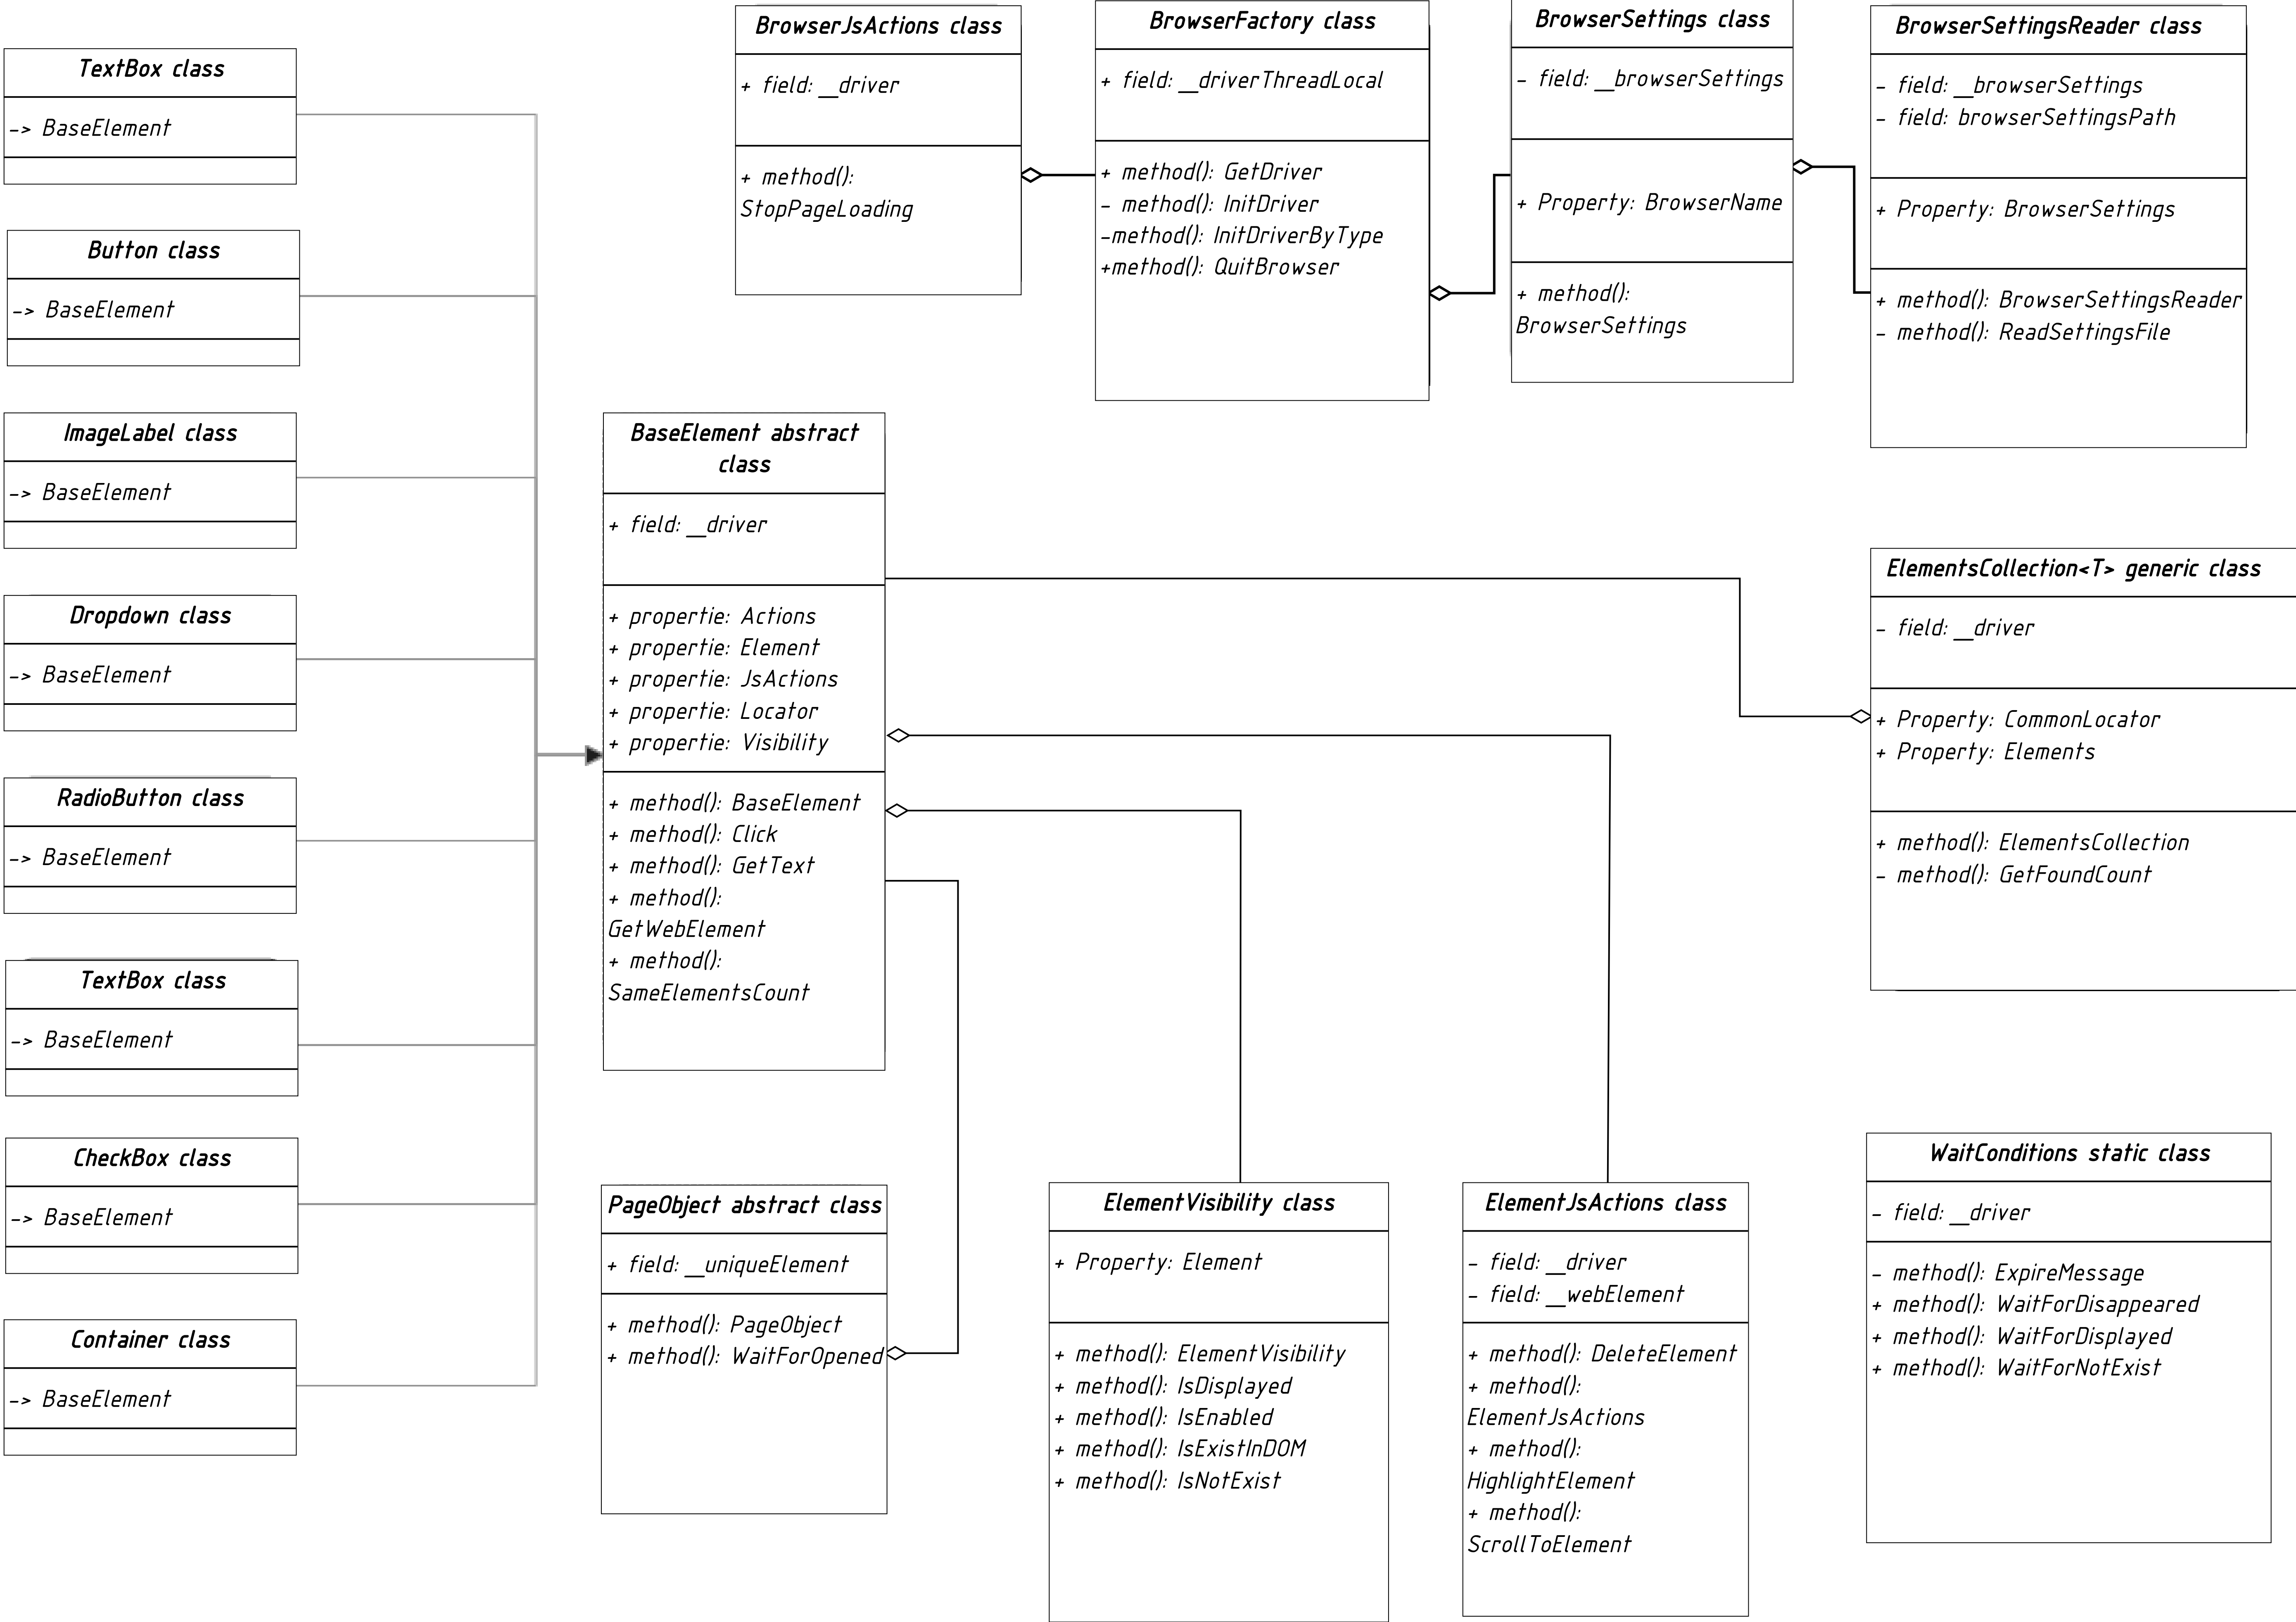 TextBox class
-> BaseElement
Button class
-> BaseElement
ImageLabel class
-> BaseElement
Dropdown class
-> BaseElement
RadioButton class
-> BaseElement
TextBox class
-> BaseElement
CheckBox class
-> BaseElement
Container class
-> BaseElement
BrowserJsActions class
+ field: __driver
+ method():
StopPageLoading
BrowserFactory class
+ field: __driverThreadLocal
+ method(): GetDriver
- method(): InitDriver
-method(): InitDriverByType
+method(): QuitBrowser
BrowserSettings class
- field: __browserSettings
+ Property: BrowserName
+ method():
BrowserSettings
BrowserSettingsReader class
- field: __browserSettings
- field: browserSettingsPath
+ Property: BrowserSettings
+ method(): BrowserSettingsReader
- method(): ReadSettingsFile
BaseElement abstract
class
+ field: __driver
+ propertie: Actions
+ propertie: Element
+ propertie: JsActions
+ propertie: Locator
+ propertie: Visibility
+ method(): BaseElement
+ method(): Click
+ method(): GetText
+ method():
GetWebElement
+ method():
SameElementsCount
ElementsCollection<T> generic class
- field: __driver
+ Property: CommonLocator
+ Property: Elements
+ method(): ElementsCollection
- method(): GetFoundCount
PageObject abstract class
+ field: __uniqueElement
+ method(): PageObject
+ method(): WaitForOpened
ElementVisibility class
+ Property: Element
+ method(): ElementVisibility
+ method(): IsDisplayed
+ method(): IsEnabled
+ method(): IsExistInDOM
+ method(): IsNotExist
ElementJsActions class
- field: __driver
- field: __webElement
+ method(): DeleteElement
+ method():
ElementJsActions
+ method():
HighlightElement
+ method():
ScrollToElement
WaitConditions static class
- field: __driver
- method(): ExpireMessage
+ method(): WaitForDisappeared
+ method(): WaitForDisplayed
+ method(): WaitForNotExist